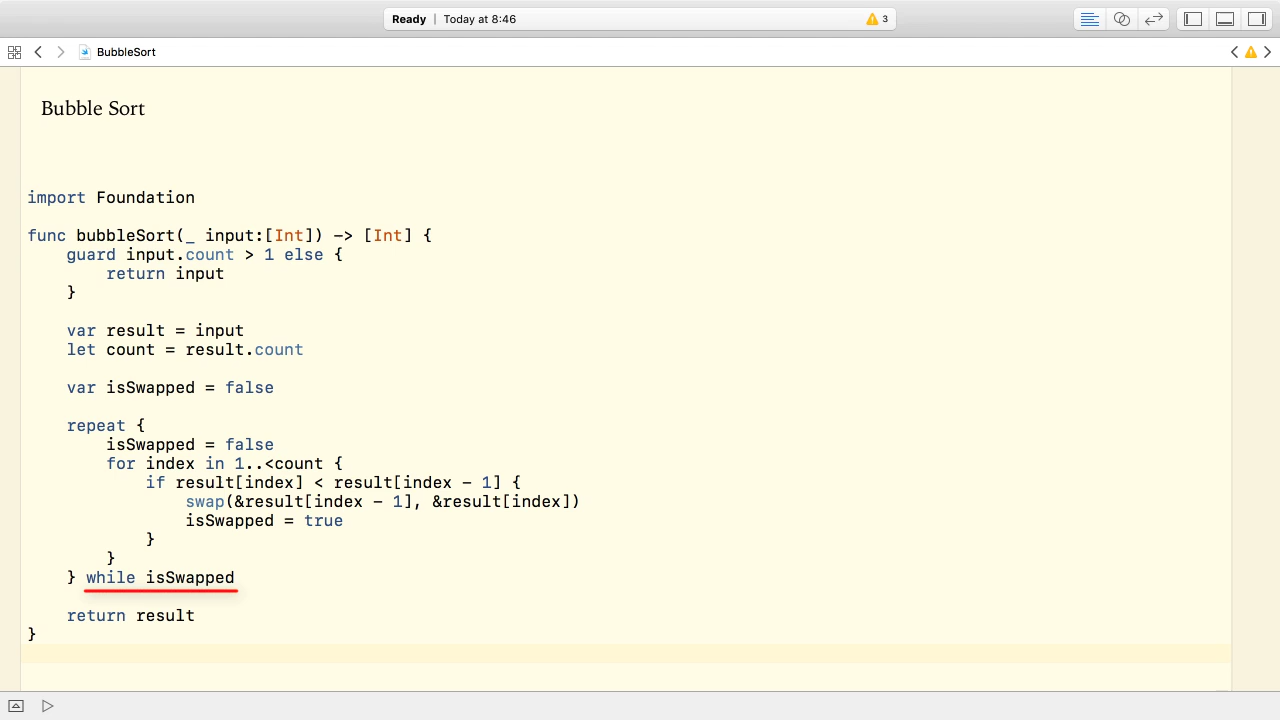 Ready | Today at 8:46
3
BubbleSort
Bubble Sort
import Foundation
func bubbleSort(_ input:[Int]) -> [Int] {
    guard input.count > 1 else {
        return input
    }
    var result = input
    let count = result.count
    var isSwapped = false
    repeat {
        isSwapped = false
        for index in 1..<count {
            if result[index] < result[index - 1] {
                swap(&result[index - 1], &result[index])
                isSwapped = true
            }
        }
    } while isSwapped
    return result
}